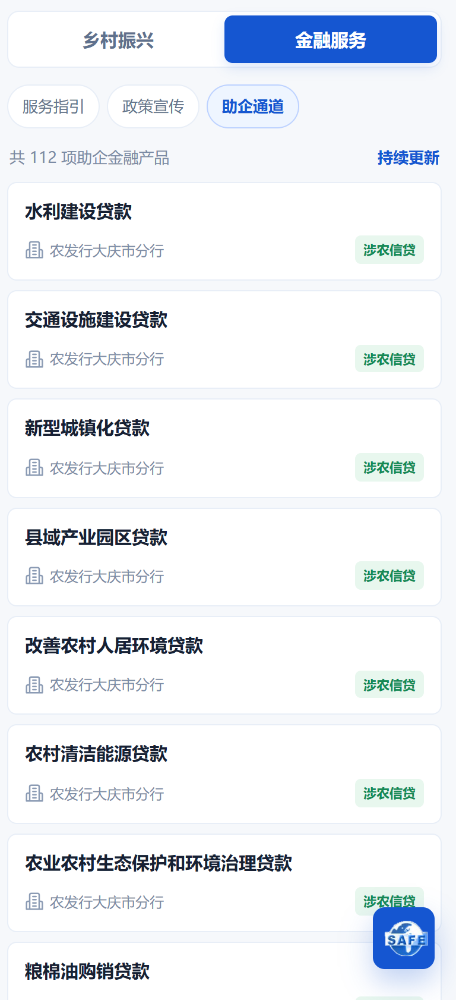 乡村振兴 金融服务
服务指引 政策宣传 助企通道
共 112 项助企金融产品 持续更新
水利建设贷款
农发行大庆市分行 涉农信贷
交通设施建设贷款
农发行大庆市分行 涉农信贷
新型城镇化贷款
农发行大庆市分行 涉农信贷
县域产业园区贷款
农发行大庆市分行 涉农信贷
改善农村人居环境贷款
农发行大庆市分行 涉农信贷
农村清洁能源贷款
农发行大庆市分行 涉农信贷
农业农村生态保护和环境治理贷款
农发行大庆市分行 涉农信贷
SAFE
粮棉油购销贷款